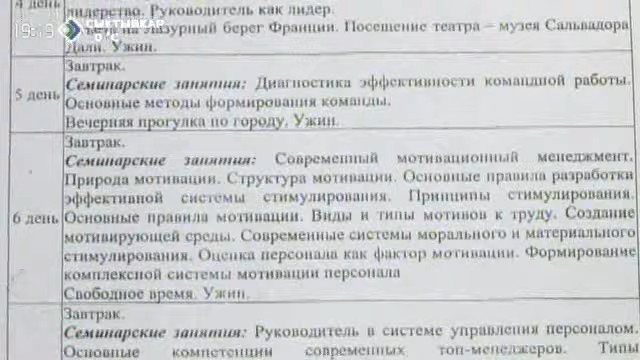 4 день
лидерство. Руководитель как лидер.
19:19
СЫКТЫВКАР
0°C
на Лазурный берег Франции. Посещение театра – музея Сальвадора
Дали. Ужин.
5 день
Завтрак.
Семинарские занятия: Диагностика эффективности командной работы.
Основные методы формирования команды.
Вечерняя прогулка по городу. Ужин.
6 день
Завтрак.
Семинарские занятия: Современный мотивационный менеджмент.
Природа мотивации. Структура мотивации. Основные правила разработки
эффективной системы стимулирования. Принципы стимулирования.
Основные правила мотивации. Виды и типы мотивов к труду. Создание
мотивирующей среды. Современные системы морального и материального
стимулирования. Оценка персонала как фактор мотивации. Формирование
комплексной системы мотивации персонала
Свободное время. Ужин.
Завтрак.
Семинарские занятия: Руководитель в системе управления персоналом.
Основные компетенции современных топ-менеджеров. Типы